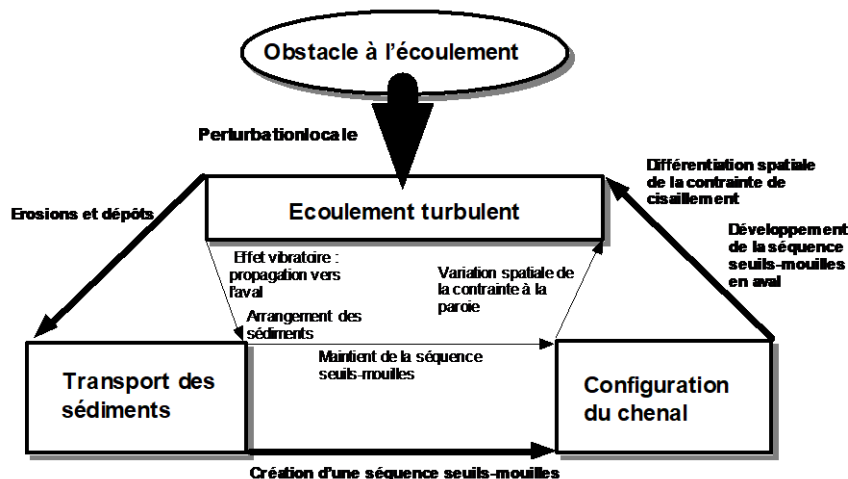 Obstacle à l'écoulement
Perturbationlocale
Différentiation spatiale
de la contrainte de
cisaillement
Erosions et dépôts
Ecoulement turbulent
Développement
de la séquence
seuils-mouilles
en aval
Effet vibratoire :
propagation vers
l'aval
Variation spatiale de
la contrainte à la
paroie
Arrangement des
sédiments
Maintient de la séquence
seuils-mouilles
Transport des
sédiments
Configuration
du chenal
Création d'une séquence seuils-mouilles